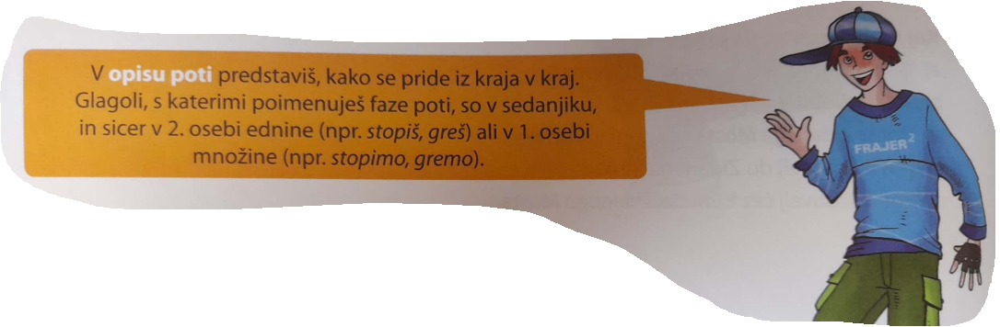 V opisu poti predstaviš, kako se pride iz kraja v kraj.
Glagoli, s katerimi poimenuješ faze poti, so v sedanjiku,
in sicer v 2. osebi ednine (npr. stopiš, greš) ali v 1. osebi
množine (npr. stopimo, gremo).
FRAJER²